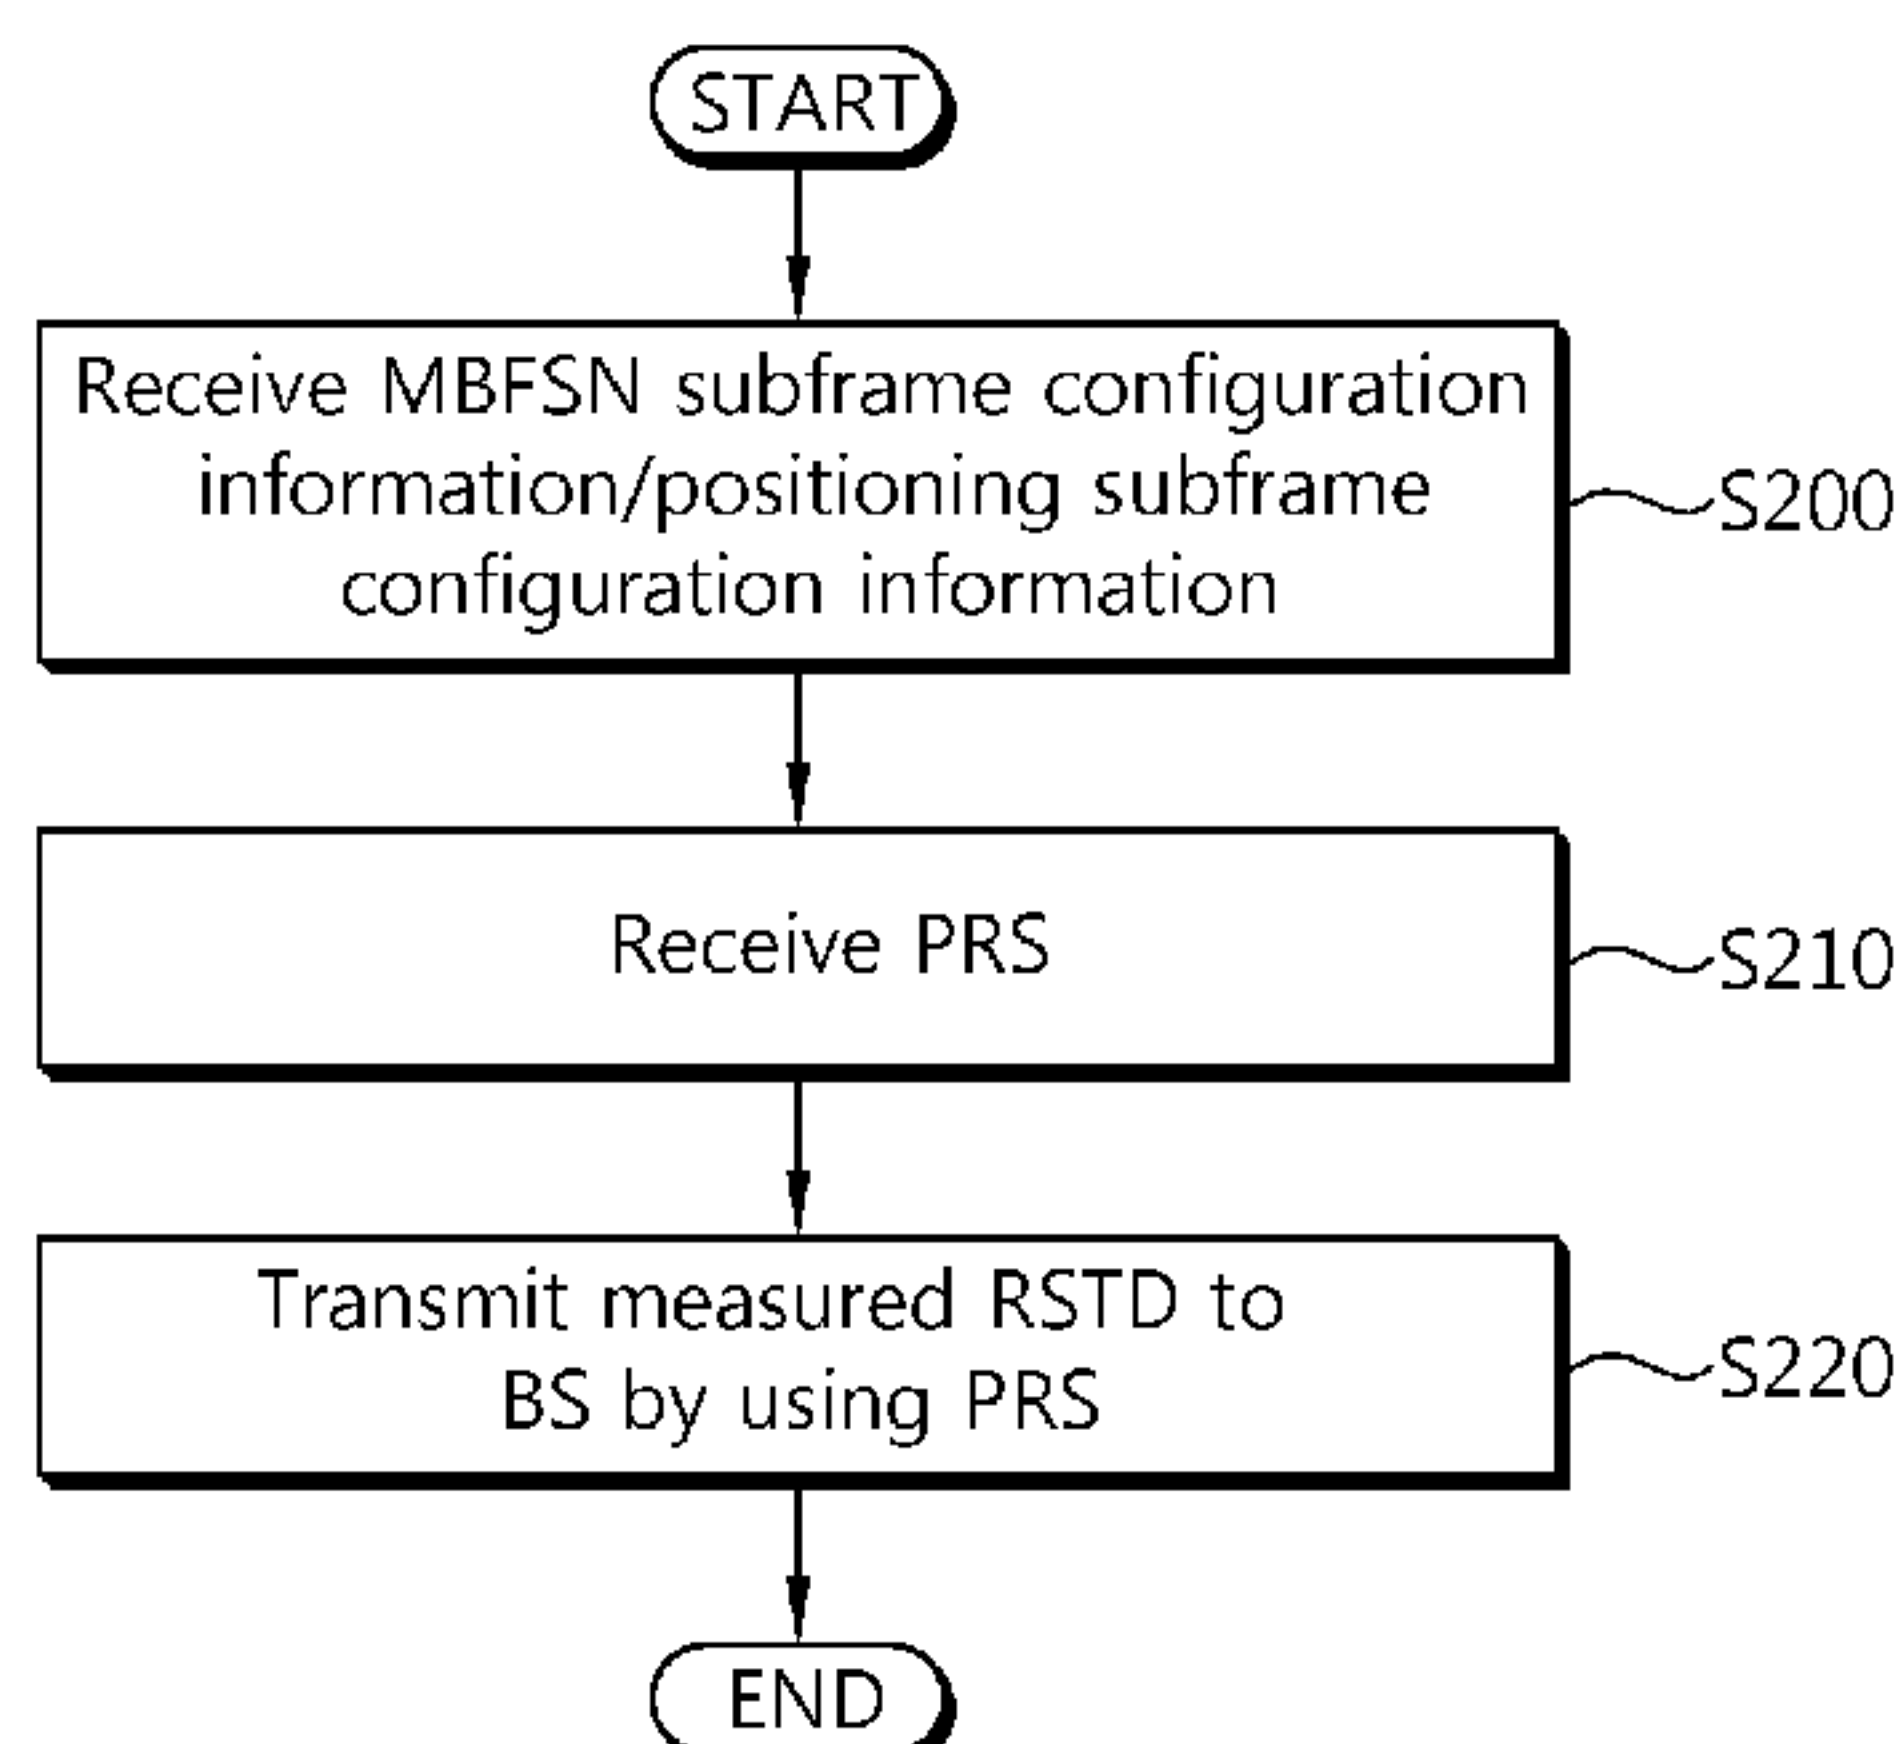 START
Receive MBFSN subframe configuration
information/positioning subframe
configuration information
S200
Receive PRS
S210
Transmit measured RSTD to
BS by using PRS
S220
END